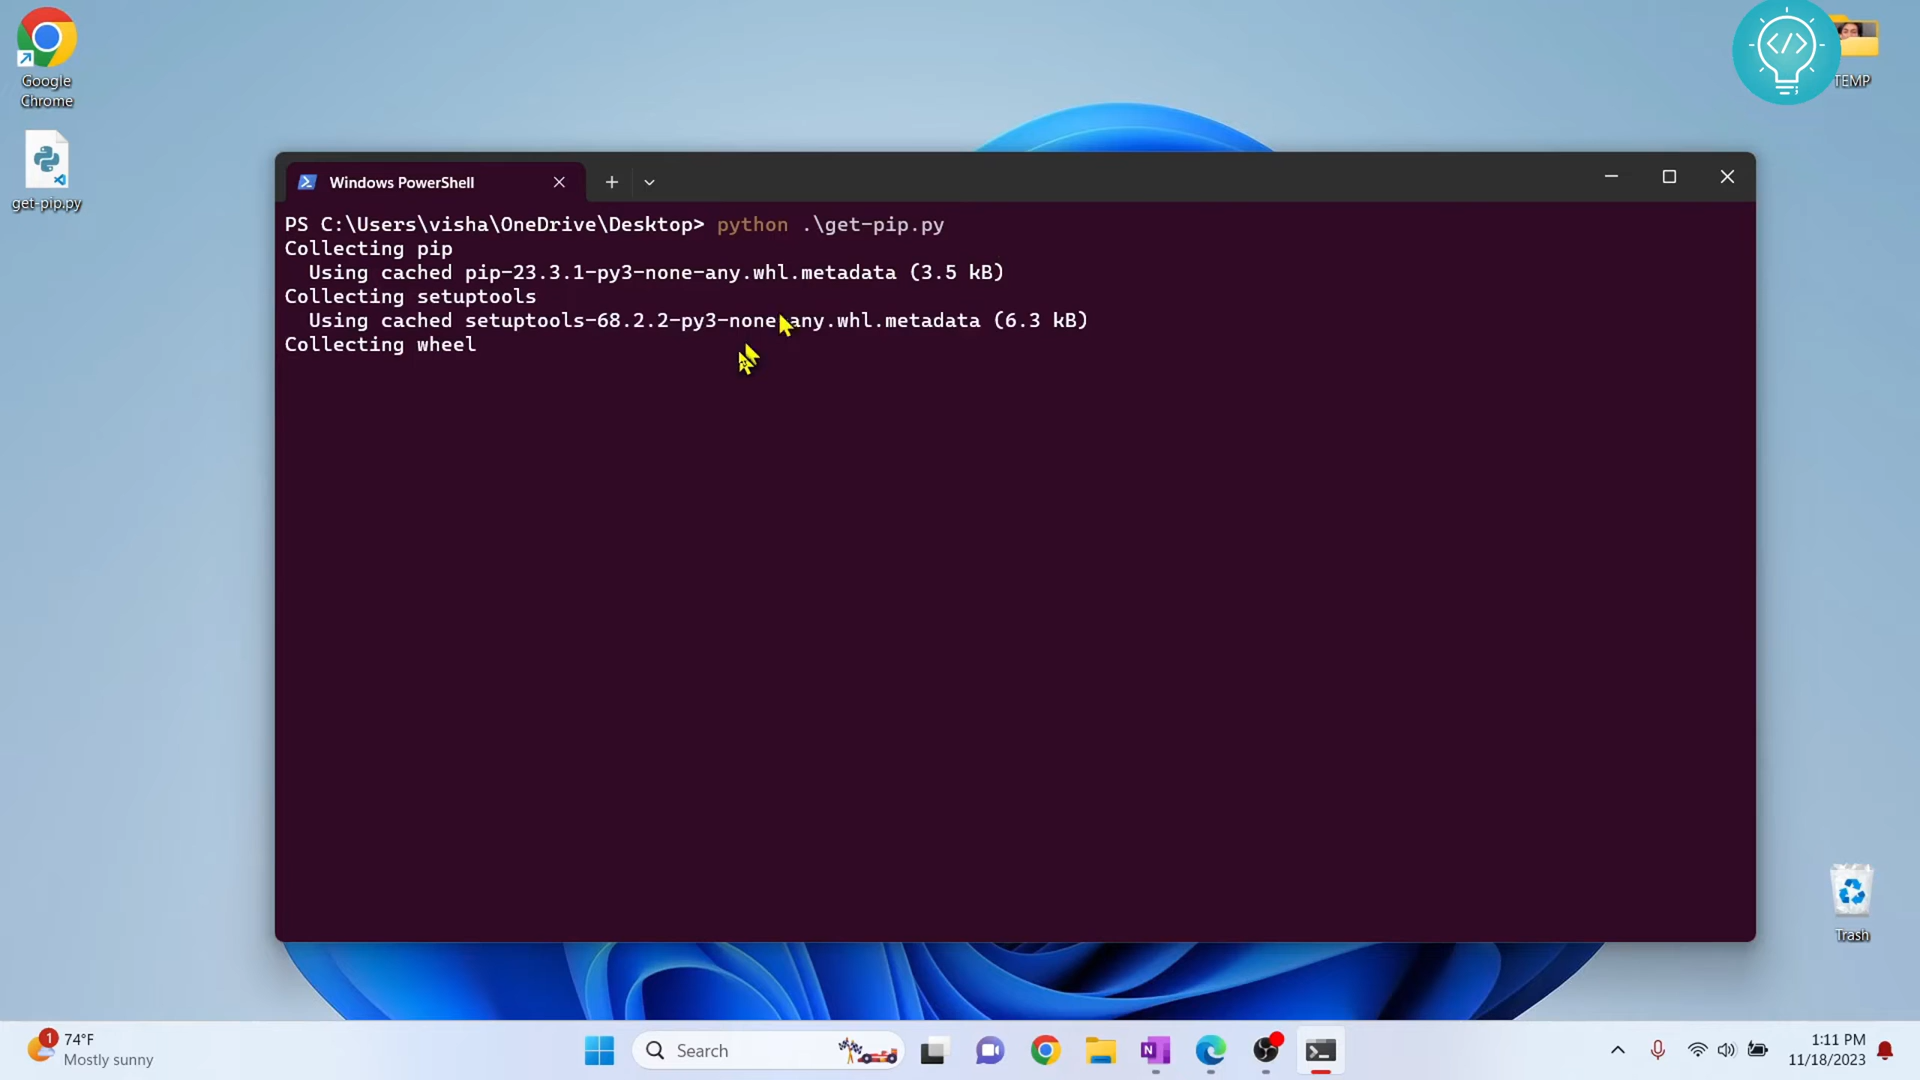 Google
Chrome
get-pip.py
</>
TEMP
Windows PowerShell
PS C:\Users\visha\OneDrive\Desktop> python .\get-pip.py
Collecting pip
  Using cached pip-23.3.1-py3-none-any.whl.metadata (3.5 kB)
Collecting setuptools
  Using cached setuptools-68.2.2-py3-none-any.whl.metadata (6.3 kB)
Collecting wheel
Trash
1
74°F
Mostly sunny
Search
N
1:11 PM
11/18/2023